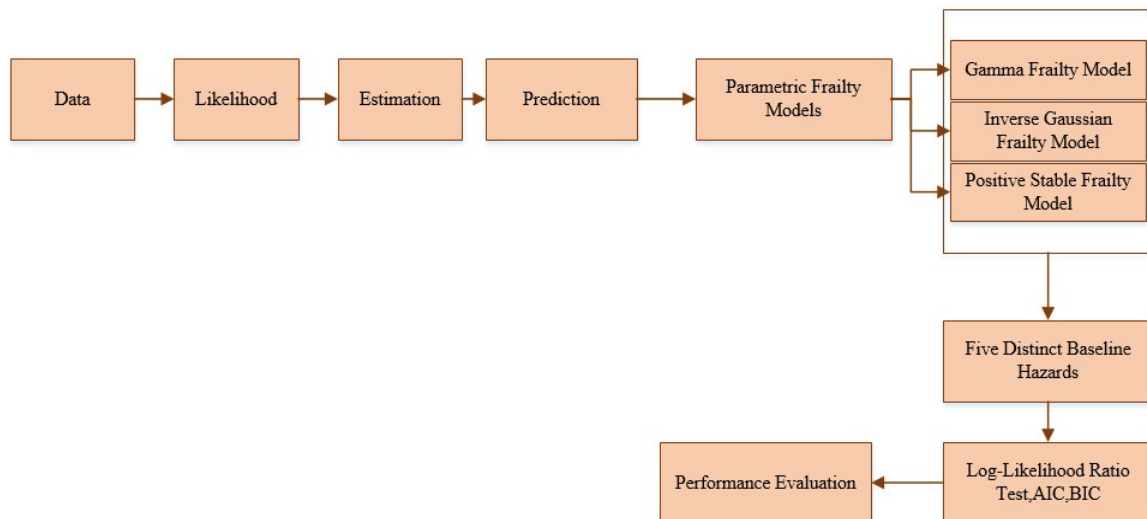 Data
Likelihood
Estimation
Prediction
Parametric Frailty
Models
Gamma Frailty Model
Inverse Gaussian
Frailty Model
Positive Stable Frailty
Model
Five Distinct Baseline
Hazards
Log-Likelihood Ratio
Test,AIC,BIC
Performance Evaluation